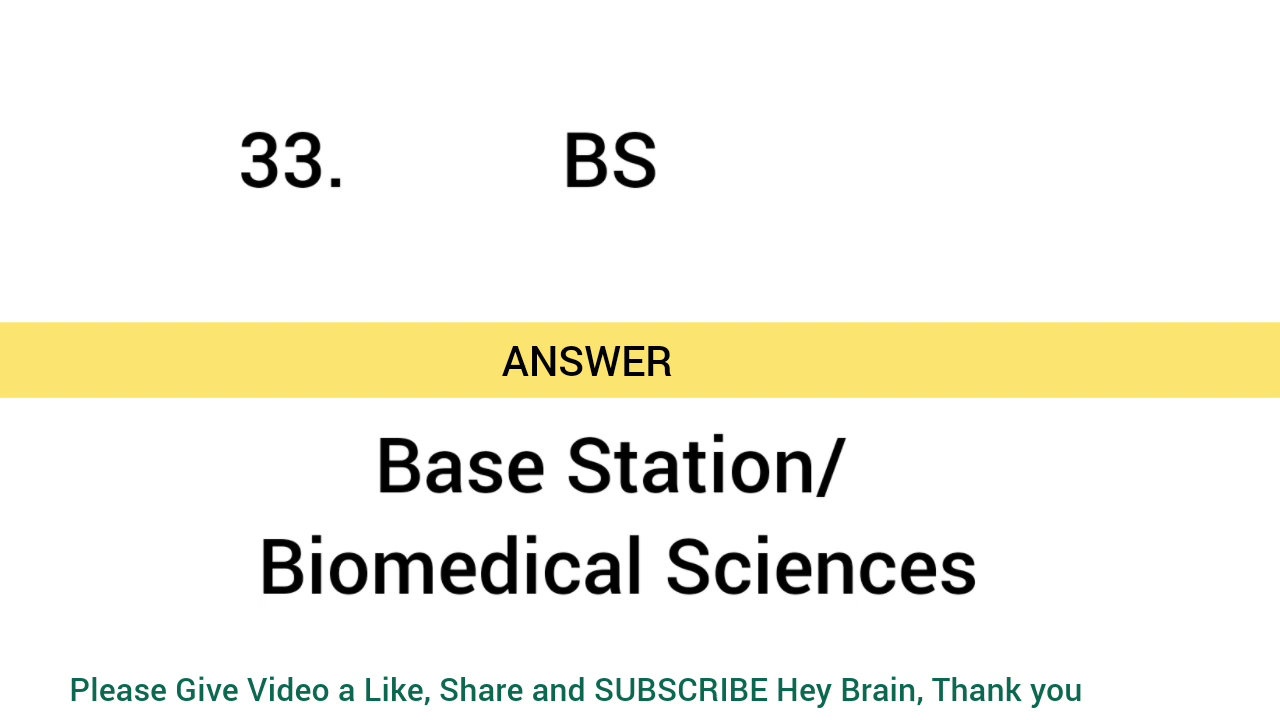 33. BS
ANSWER
Base Station/
Biomedical Sciences
Please Give Video a Like, Share and SUBSCRIBE Hey Brain, Thank you